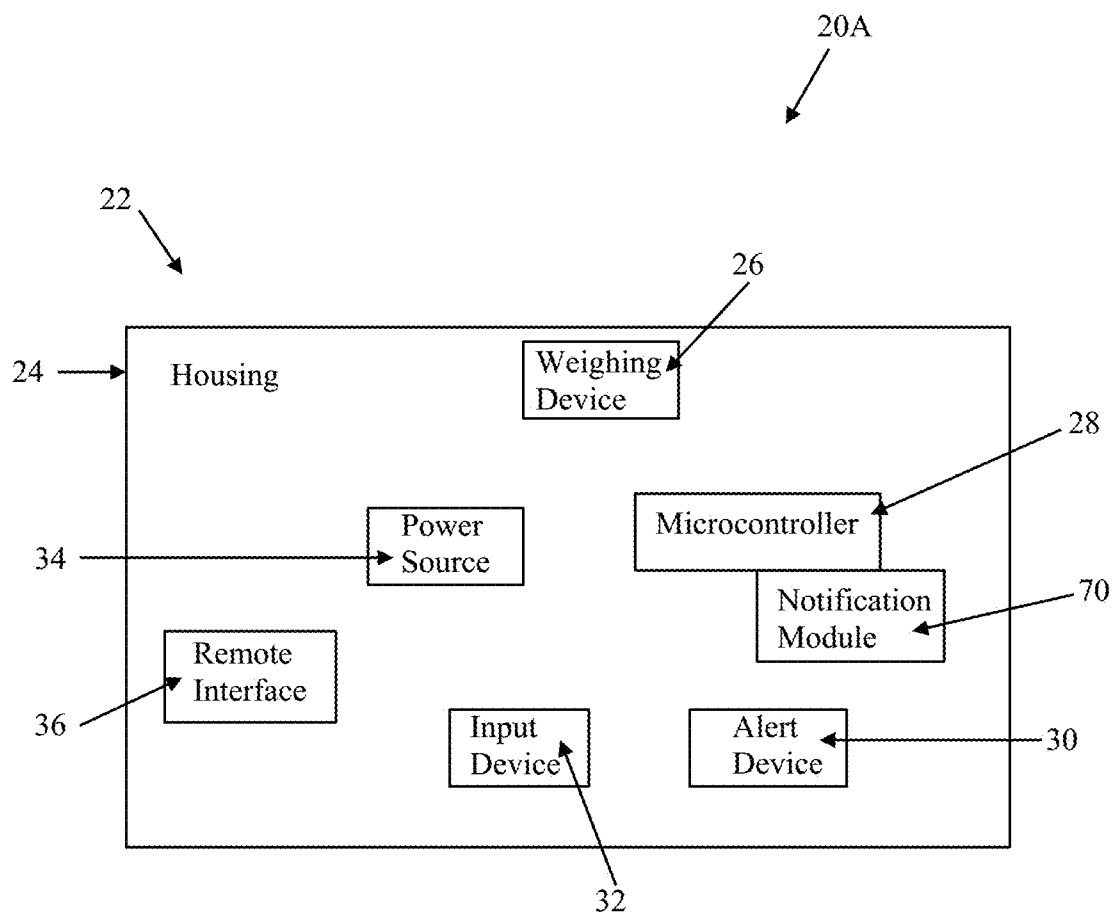 20A
22
26
24
Housing
Weighing
Device
28
Microcontroller
Power
Source
34
70
Notification
Module
Remote
Interface
36
Input
Device
Alert
Device
30
32